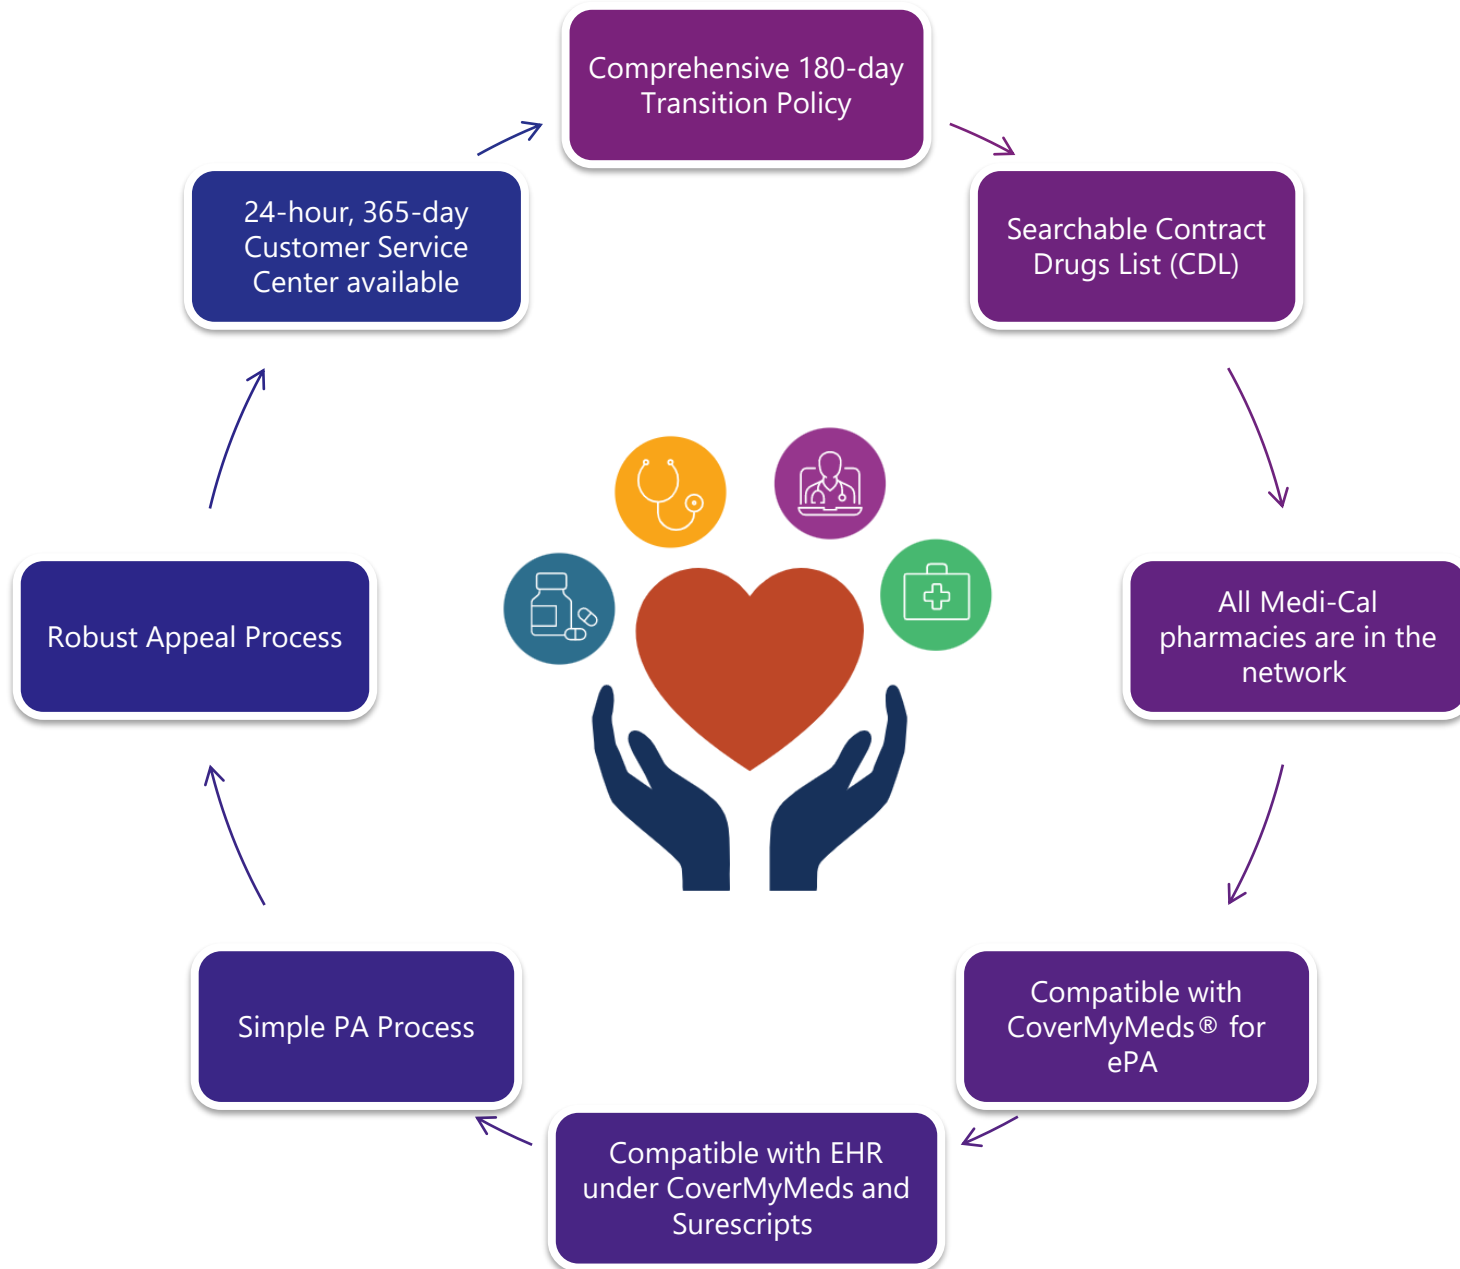 Comprehensive 180-day
Transition Policy
Searchable Contract
Drugs List (CDL)
All Medi-Cal
pharmacies are in the
network
Compatible with
CoverMyMeds® for
ePA
Compatible with EHR
under CoverMyMeds and
Surescripts
Simple PA Process
Robust Appeal Process
24-hour, 365-day
Customer Service
Center available